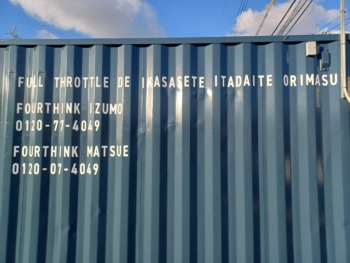 FULL THROTTLE DE IKASASETE ITADAITE ORIMASU
FOURTHINK IZUMO
0120-77-4049
FOURTHINK MATSUE
0120-07-4049